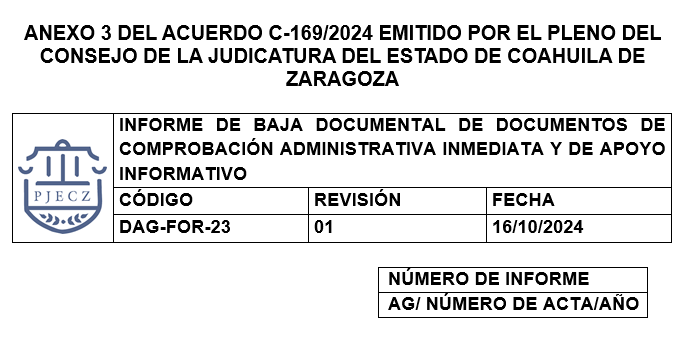 ANEXO 3 DEL ACUERDO C-169/2024 EMITIDO POR EL PLENO DEL
CONSEJO DE LA JUDICATURA DEL ESTADO DE COAHUILA DE
ZARAGOZA
PJECZ
INFORME DE BAJA DOCUMENTAL DE DOCUMENTOS DE
COMPROBACIÓN ADMINISTRATIVA INMEDIATA Y DE APOYO
INFORMATIVO
CÓDIGO REVISIÓN FECHA
DAG-FOR-23 01 16/10/2024
NÚMERO DE INFORME
AG/ NÚMERO DE ACTA/AÑO